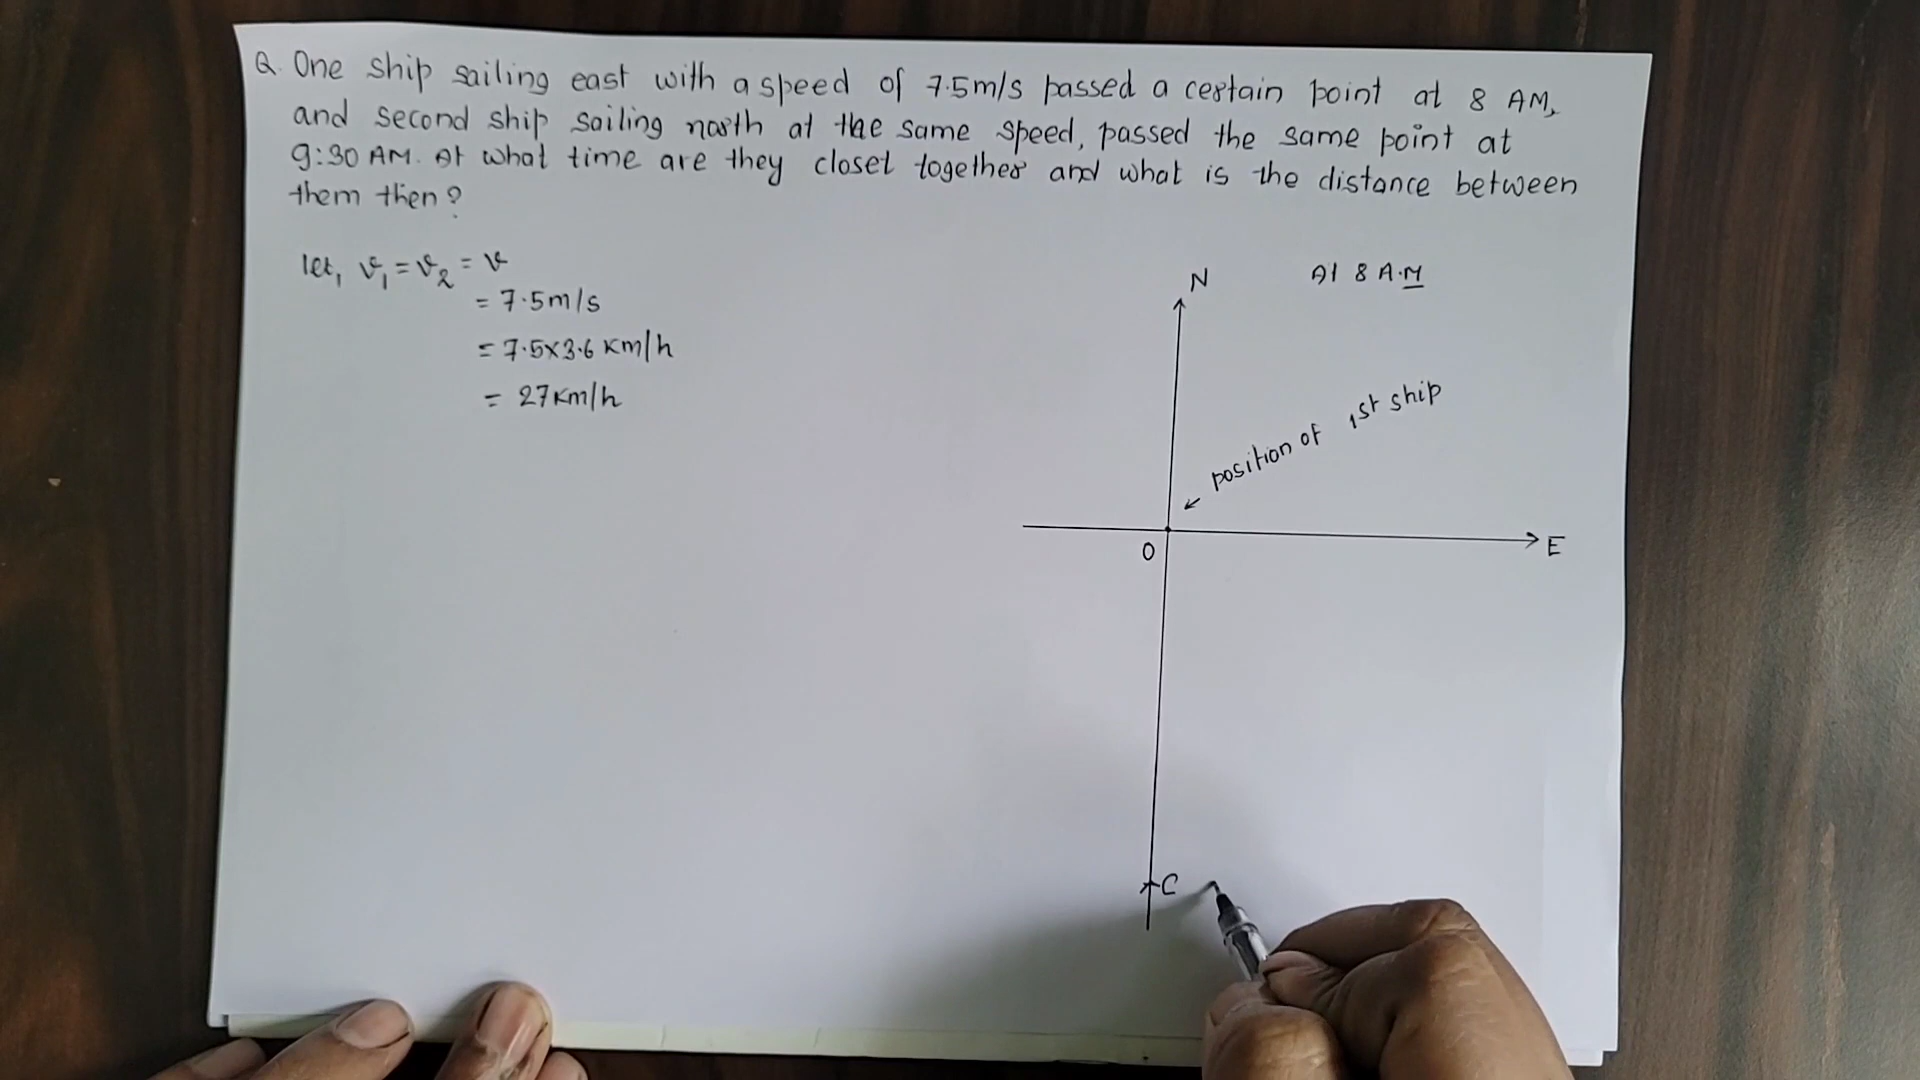 Q. One ship sailing east with a speed of 7.5m/s passed a certain point at 8 AM,
and second ship sailing north at the same speed, passed the same point at
9:30 AM. At what time are they closet together and what is the distance between
them then?
let, v₁ = v₂ = v
= 7.5m/s
= 7.5×3.6 km/h
= 27km/h
N
At 8 A.M
position of 1st ship
O
E
C